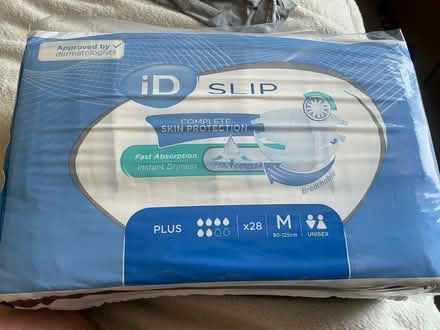 Approved by
dermatologists
iD SLIP
COMPLETE
SKIN PROTECTION
Fast Absorption
Instant Dryness
Breathable
PLUS x28 M
80-125cm UNISEX